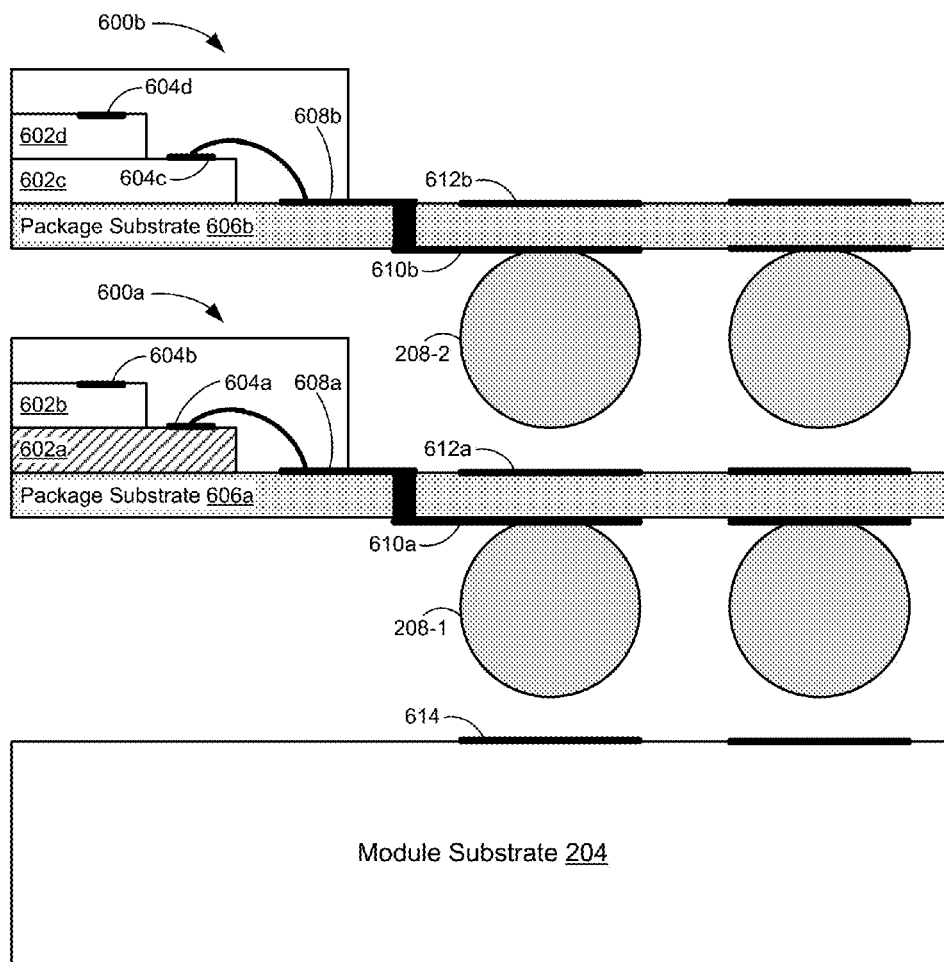 600b
604d
608b
602d
604c
612b
602c
Package Substrate 606b
610b
600a
208-2
604b
604a
608a
602b
602a
612a
Package Substrate 606a
610a
208-1
614
Module Substrate 204